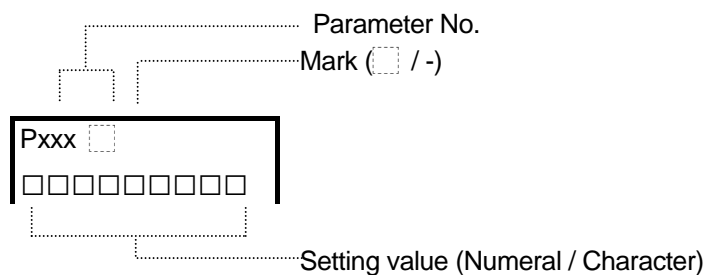 Parameter No.
Mark (⬚ / -)
Pxxx ⬚
□□□□□□□□□
Setting value (Numeral / Character)